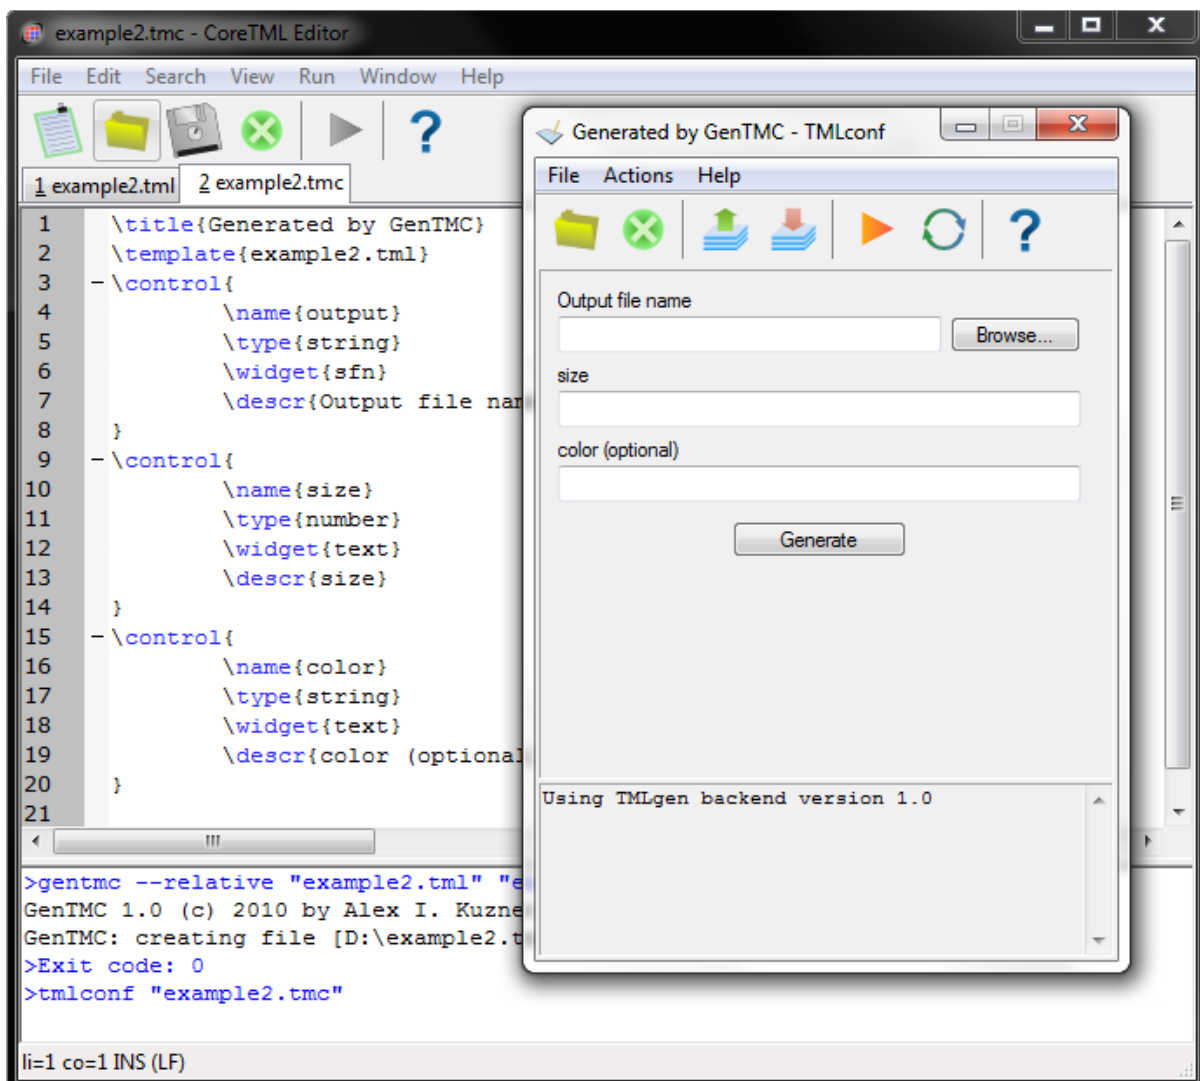 example2.tmc - CoreTML Editor
File Edit Search View Run Window Help
1 example2.tml 2 example2.tmc
1 \title{Generated by GenTMC}
2 \template{example2.tml}
3 \control{
4 \name{output}
5 \type{string}
6 \widget{sfn}
7 \descr{Output file nam
8 }
9 \control{
10 \name{size}
11 \type{number}
12 \widget{text}
13 \descr{size}
14 }
15 \control{
16 \name{color}
17 \type{string}
18 \widget{text}
19 \descr{color (optional
20 }
21
>gentmc --relative "example2.tml" "e
GenTMC 1.0 (c) 2010 by Alex I. Kuzne
GenTMC: creating file [D:\example2.t
>Exit code: 0
>tmlconf "example2.tmc"
li=1 co=1 INS (LF)
Generated by GenTMC - TMLconf
File Actions Help
Output file name
Browse...
size
color (optional)
Generate
Using TMLgen backend version 1.0